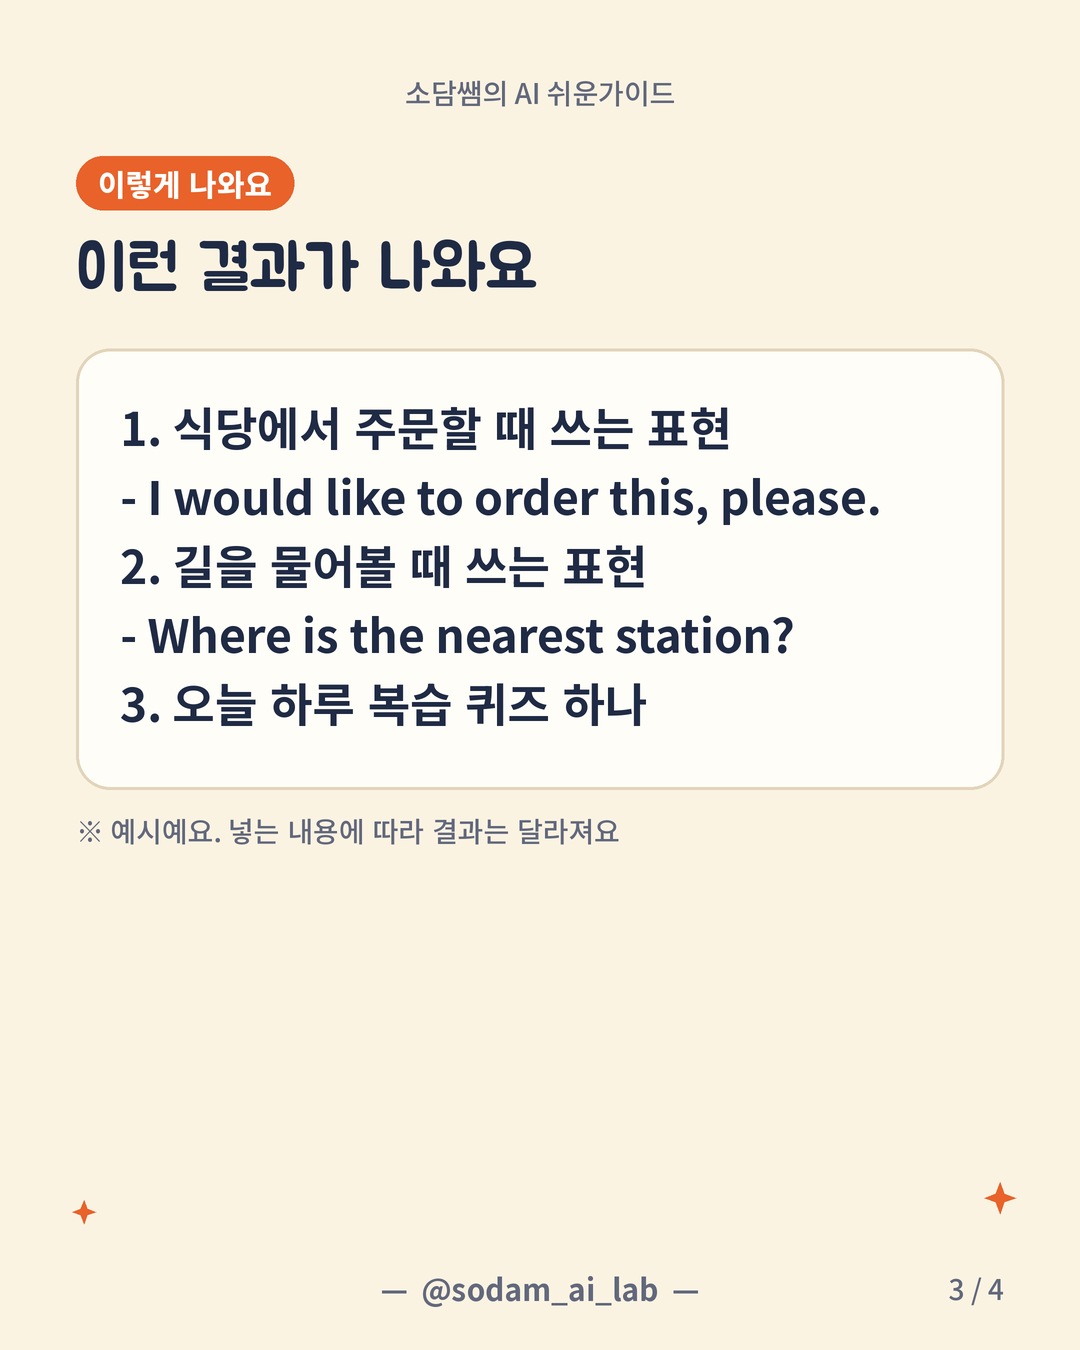 소담쌤의 AI 쉬운가이드
이렇게 나와요
이런 결과가 나와요
1. 식당에서 주문할 때 쓰는 표현
- I would like to order this, please.
2. 길을 물어볼 때 쓰는 표현
- Where is the nearest station?
3. 오늘 하루 복습 퀴즈 하나
※ 예시예요. 넣는 내용에 따라 결과는 달라져요
— @sodam_ai_lab —
3 / 4